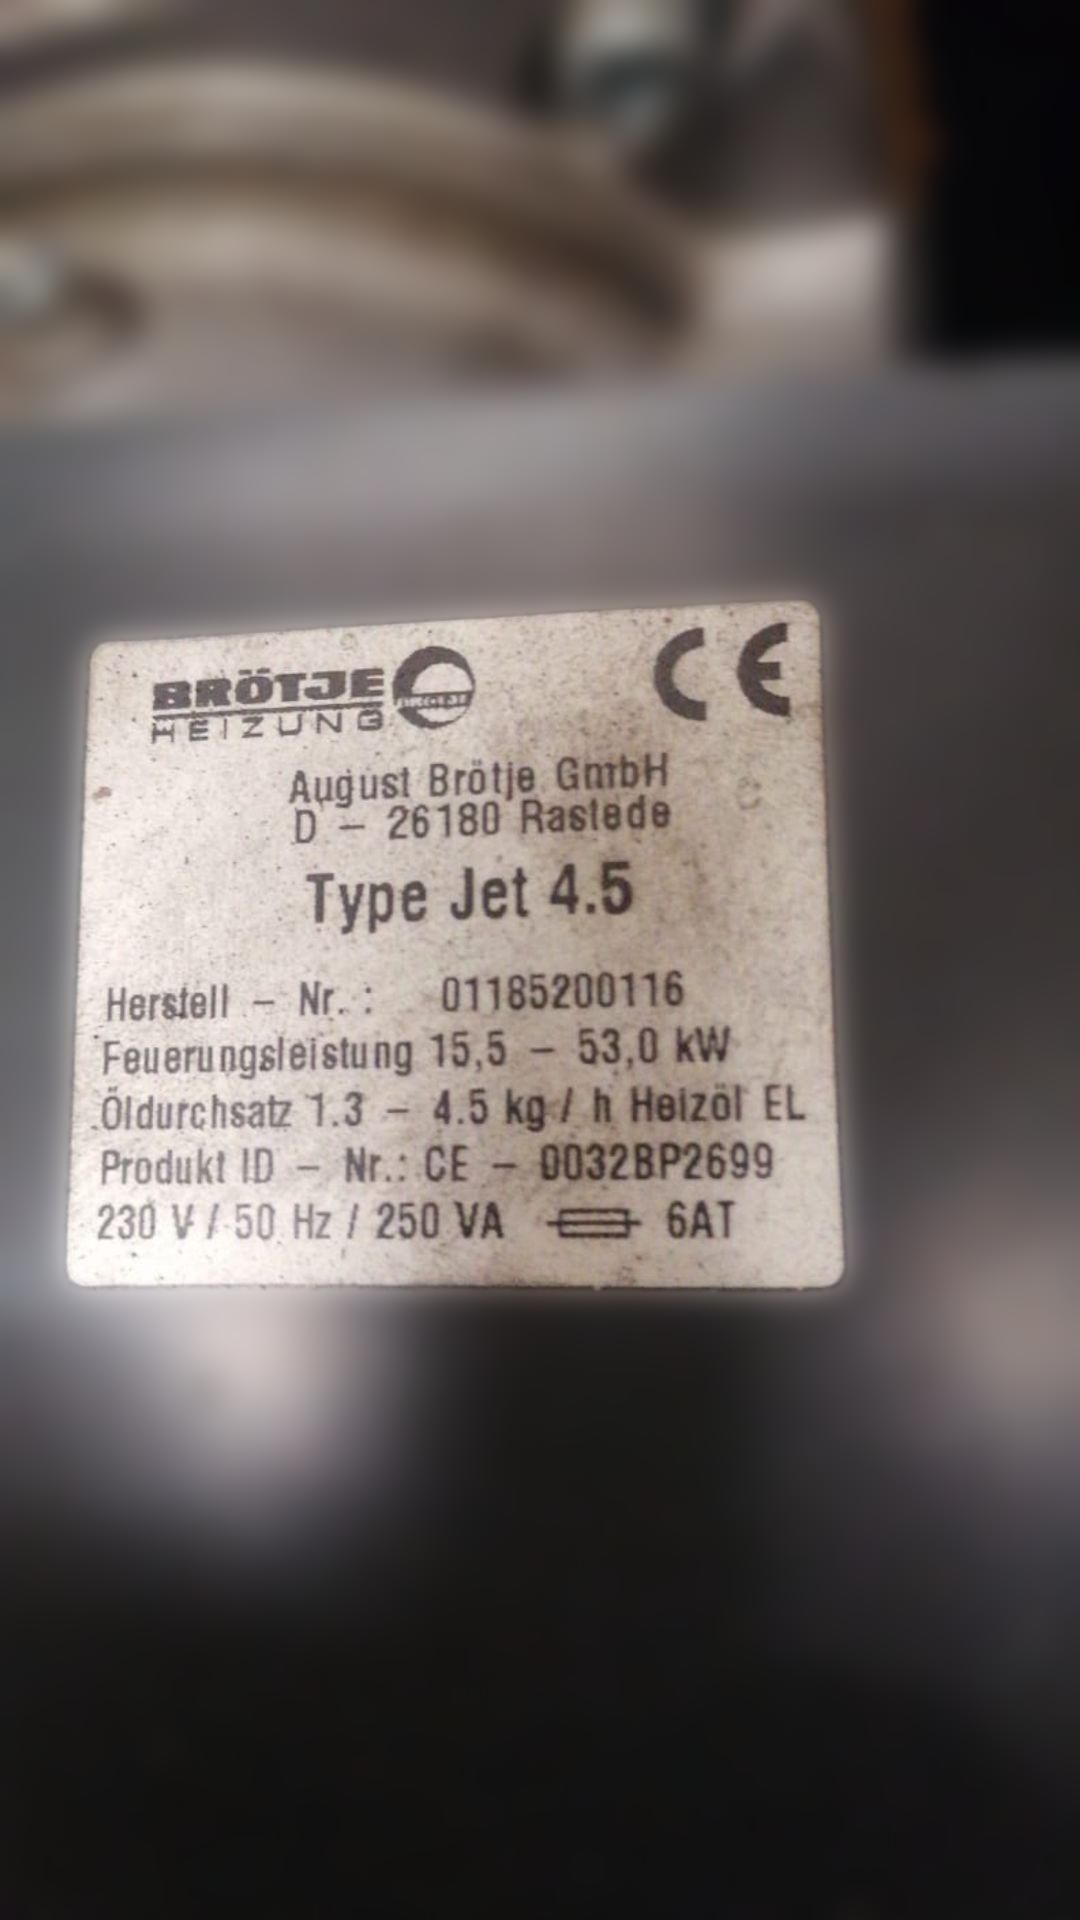 BRÖTJE
HEIZUNG
CE
August Brötje GmbH
D - 26180 Rastede
Type Jet 4.5
Herstell - Nr. : 01185200116
Feuerungsleistung 15,5 - 53,0 kW
Öldurchsatz 1.3 - 4.5 kg / h Heizöl EL
Produkt ID - Nr.: CE - 0032BP2699
230 V / 50 Hz / 250 VA 6AT